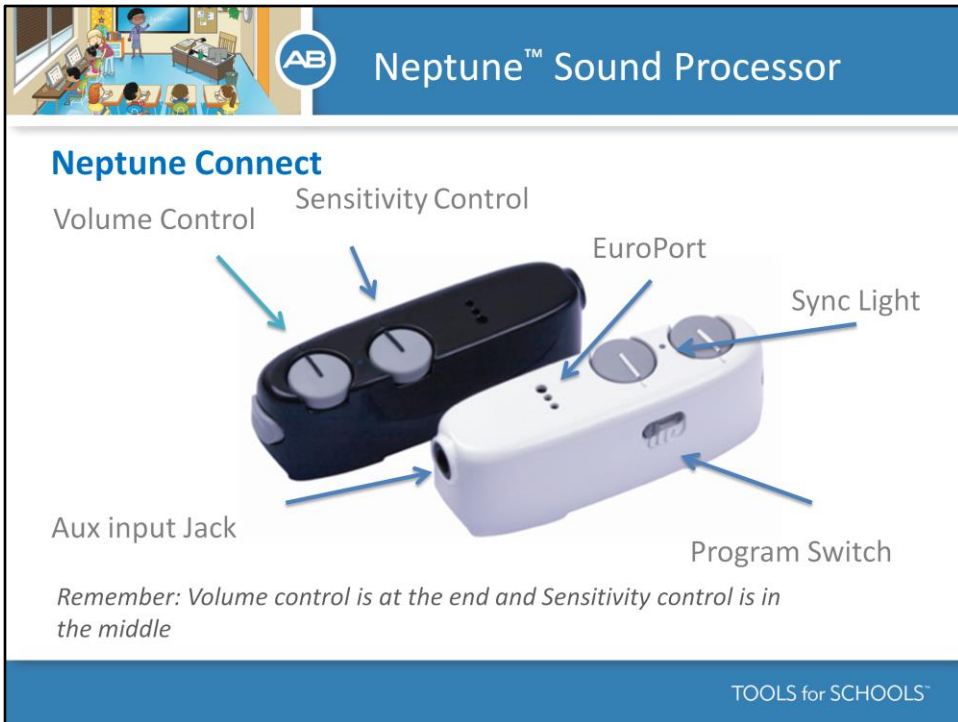 AB
Neptune™ Sound Processor
Neptune Connect
Volume Control
Sensitivity Control
EuroPort
Sync Light
Aux input Jack
Program Switch
Remember: Volume control is at the end and Sensitivity control is in
the middle
TOOLS for SCHOOLS™